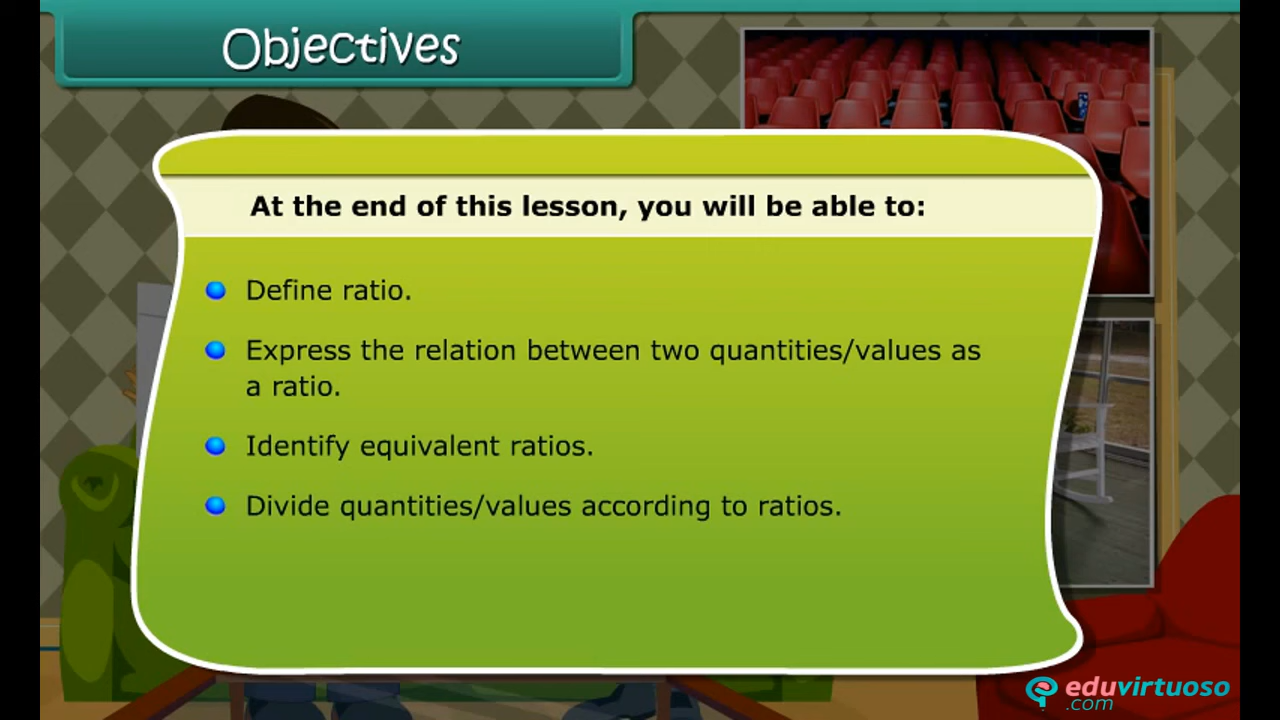 Objectives
At the end of this lesson, you will be able to:
Define ratio.
Express the relation between two quantities/values as
a ratio.
Identify equivalent ratios.
Divide quantities/values according to ratios.
eduvirtuoso
.com